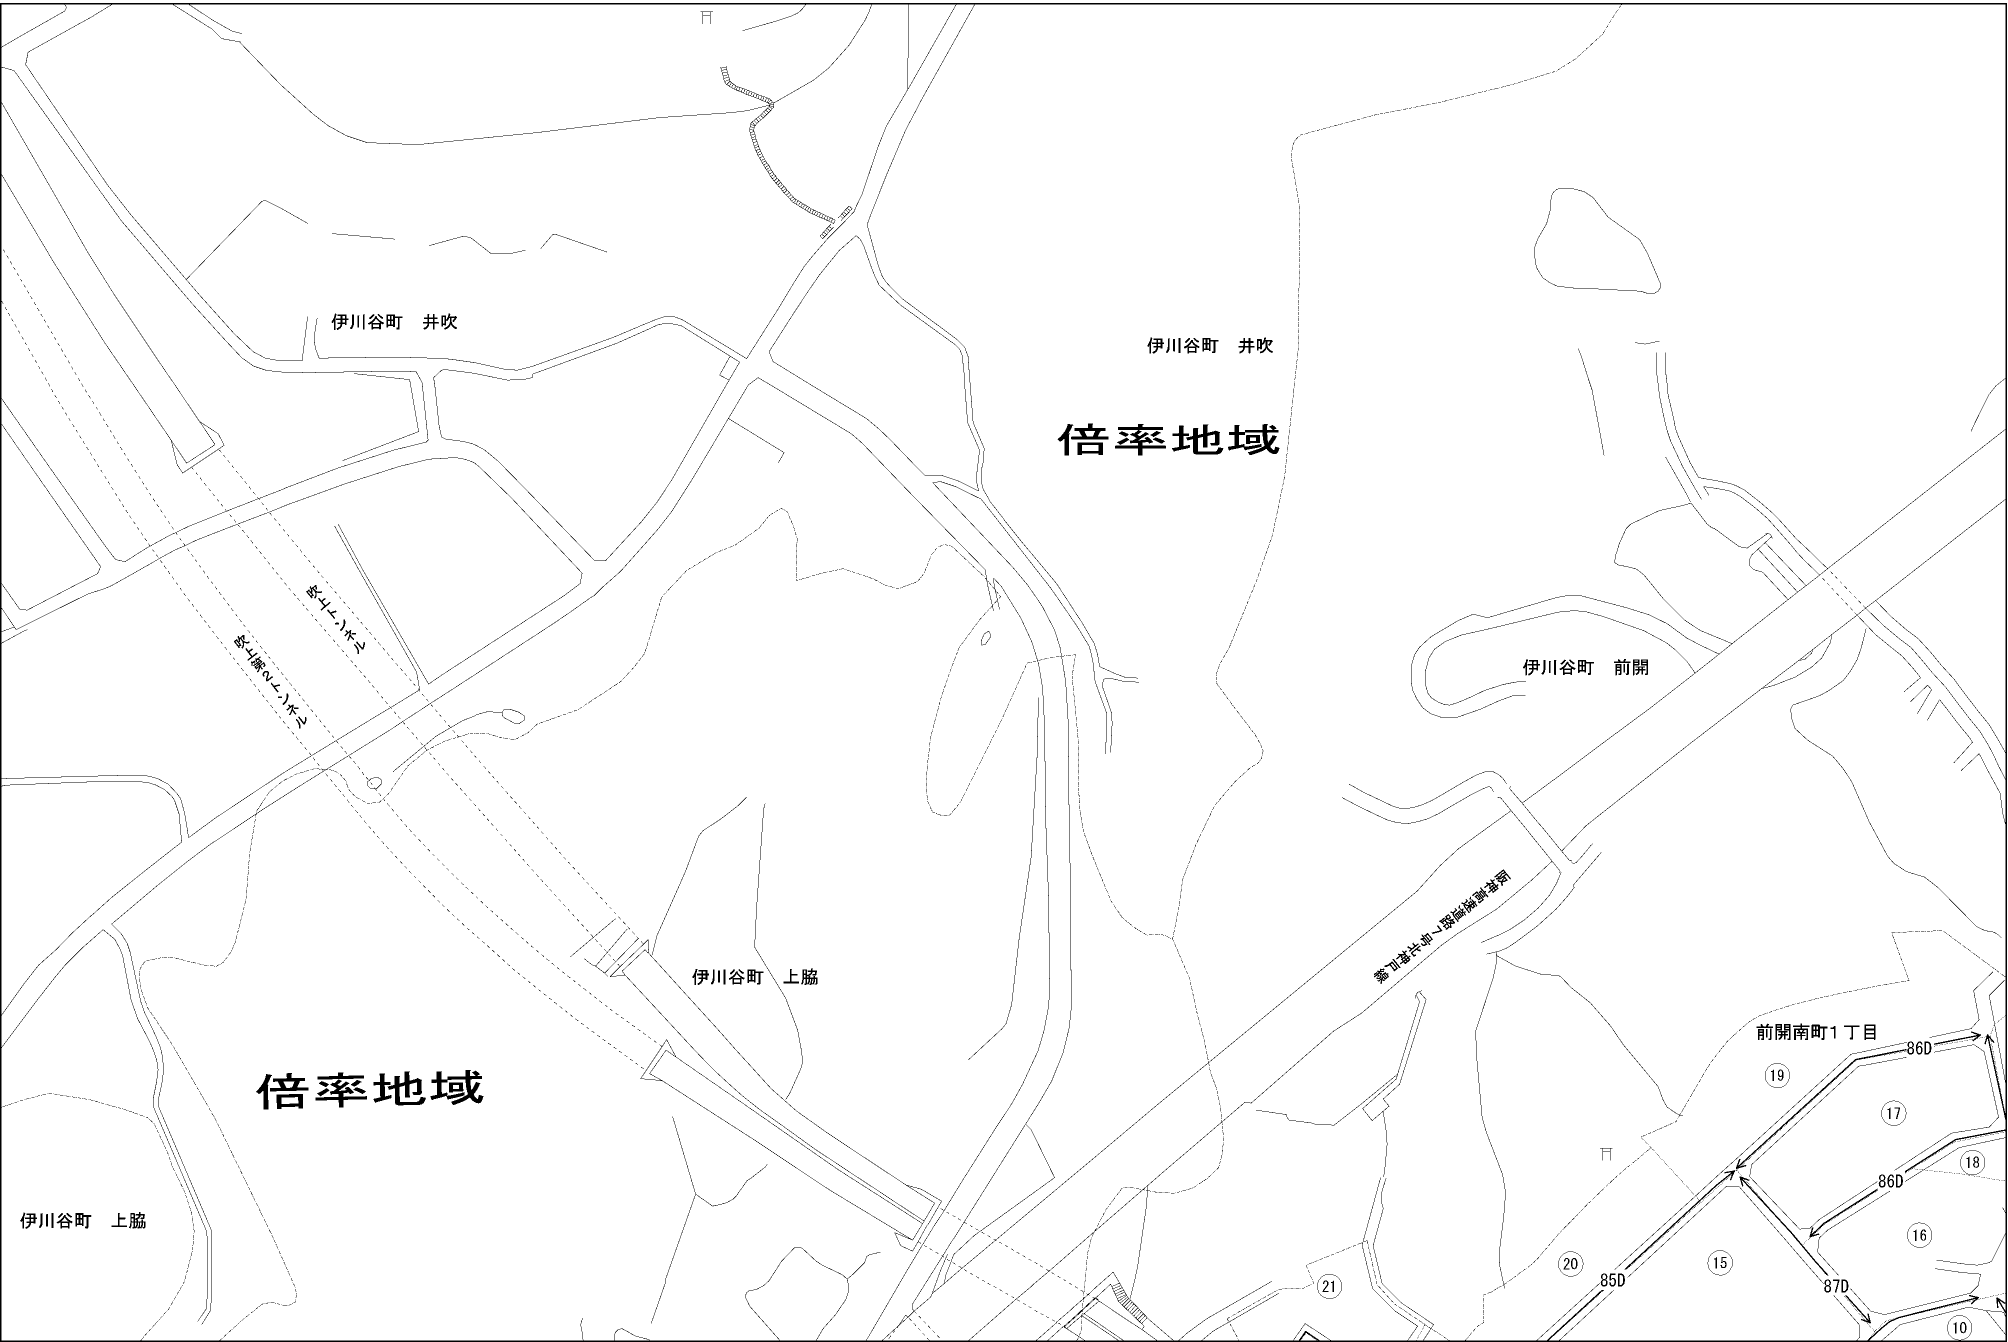 伊川谷町　井吹
伊川谷町　井吹
倍率地域
吹上トンネル
吹上第2トンネル
伊川谷町　前開
阪神高速道路7号北神戸線
伊川谷町　上脇
前開南町1丁目
86D
19
17
倍率地域
18
86D
伊川谷町　上脇
16
20
15
85D
21
87D
10